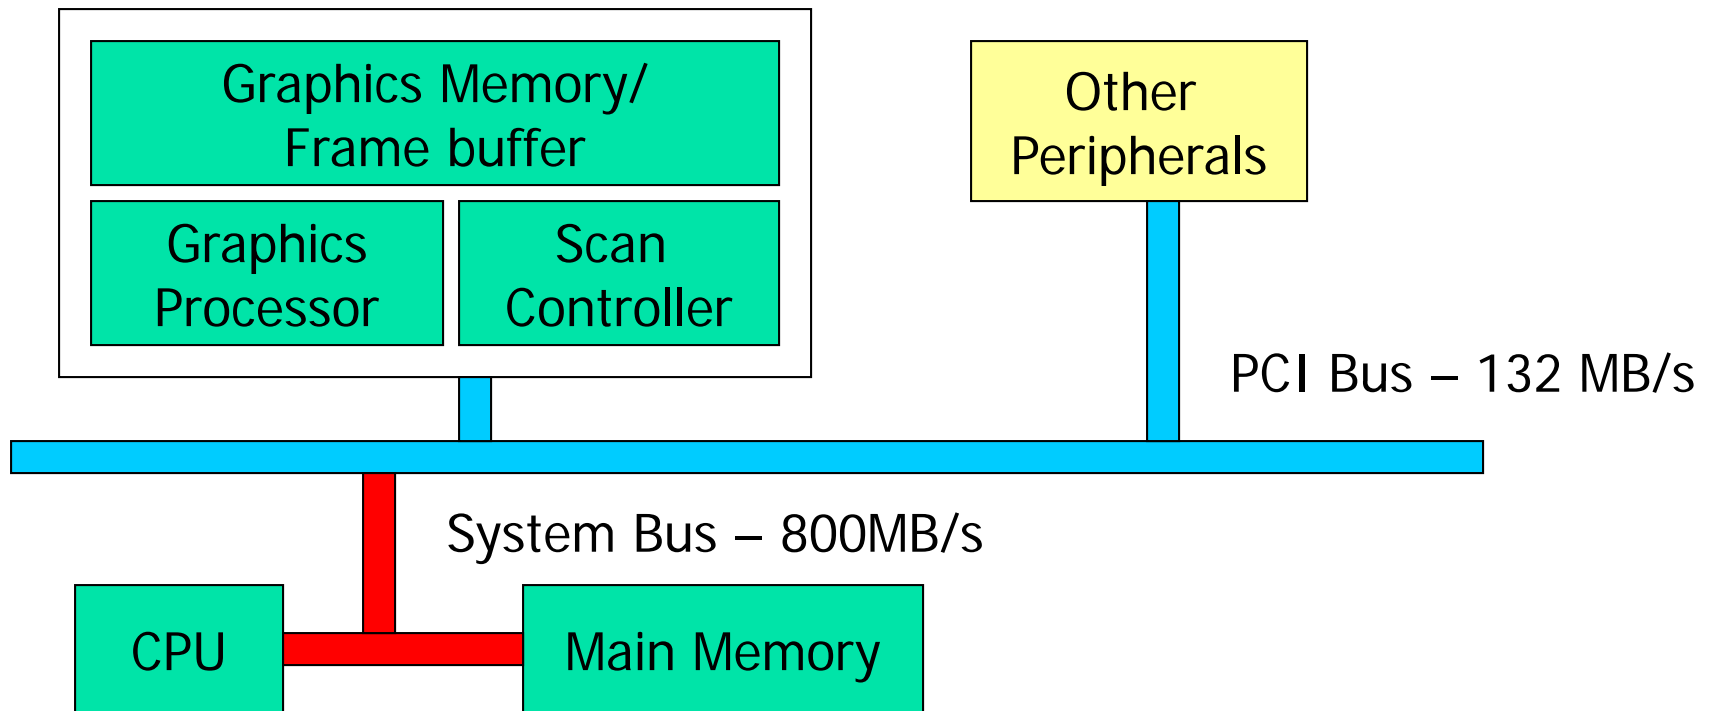 Graphics Memory/
Frame buffer
Graphics
Processor
Scan
Controller
Other
Peripherals
PCI Bus – 132 MB/s
System Bus – 800MB/s
CPU
Main Memory